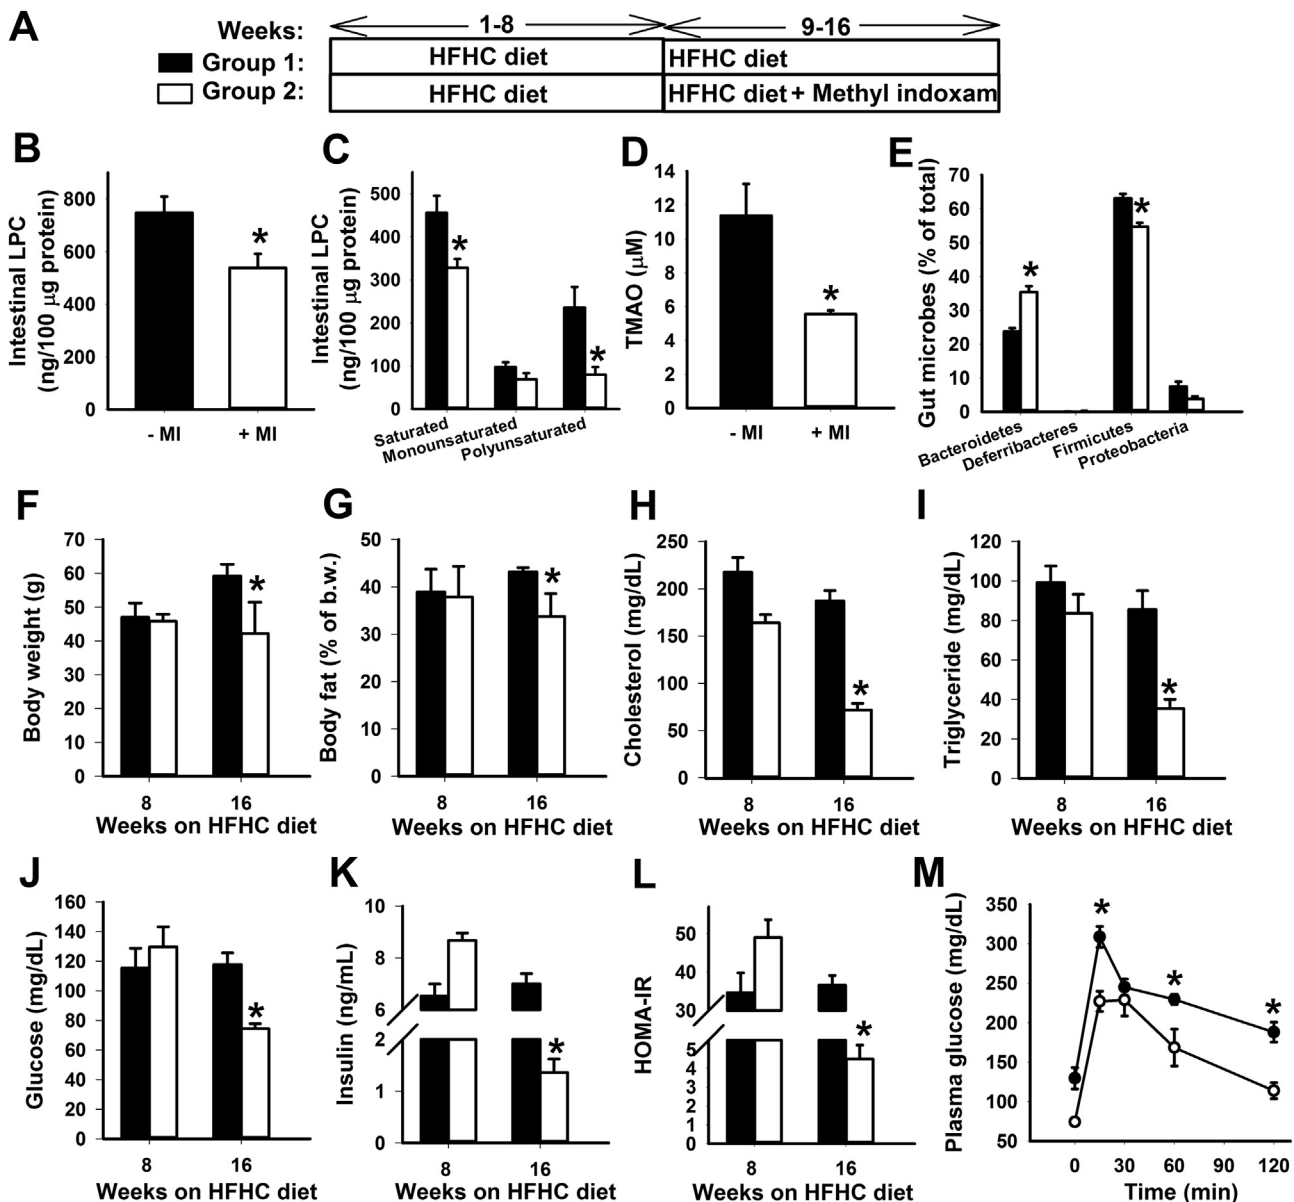 A
Weeks:
1-8
9-16
Group 1:
HFHC diet
HFHC diet
Group 2:
HFHC diet
HFHC diet + Methyl indoxam
B
Intestinal LPC
(ng/100 µg protein)
800
600
400
200
0
*
- MI
+ MI
C
Intestinal LPC
(ng/100 µg protein)
500
400
300
200
100
0
*
*
Saturated
Monounsaturated
Polyunsaturated
D
TMAO (µM)
14
12
10
8
6
4
2
0
*
- MI
+ MI
E
Gut microbes (% of total)
70
60
50
40
30
20
10
0
*
*
Bacteroidetes
Deferribacteres
Firmicutes
Proteobacteria
F
Body weight (g)
70
60
50
40
30
20
10
0
*
8
16
Weeks on HFHC diet
G
Body fat (% of b.w.)
50
40
30
20
10
0
*
8
16
Weeks on HFHC diet
H
Cholesterol (mg/dL)
250
200
150
100
50
0
*
8
16
Weeks on HFHC diet
I
Triglyceride (mg/dL)
120
100
80
60
40
20
0
*
8
16
Weeks on HFHC diet
J
Glucose (mg/dL)
160
140
120
100
80
60
40
20
0
*
8
16
Weeks on HFHC diet
K
Insulin (ng/mL)
10
8
6
2
1
0
*
8
16
Weeks on HFHC diet
L
HOMA-IR
50
40
30
5
4
3
2
1
0
*
8
16
Weeks on HFHC diet
M
Plasma glucose (mg/dL)
350
300
250
200
150
100
50
*
*
*
0
30
60
90
120
Time (min)